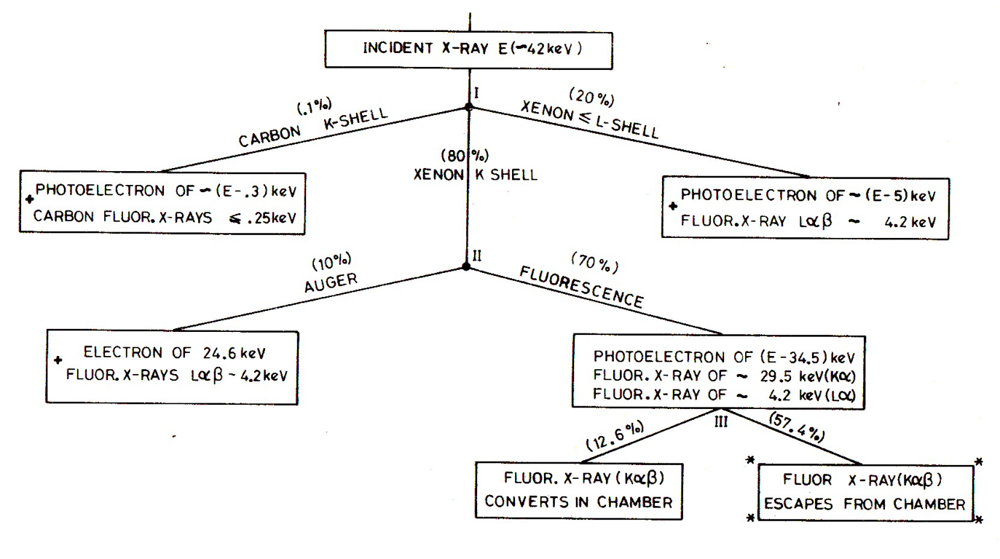 INCIDENT X-RAY E(~42keV)
I
(.1%)
CARBON K-SHELL
(20%)
XENON ≤ L-SHELL
(80%)
XENON K SHELL
+ PHOTOELECTRON OF ~ (E-.3)keV
CARBON FLUOR.X-RAYS ≤ .25keV
+ PHOTOELECTRON OF ~ (E-5)keV
FLUOR.X-RAY Lαβ ~ 4.2keV
II
(10%)
AUGER
(70%)
FLUORESCENCE
+ ELECTRON OF 24.6keV
FLUOR.X-RAYS Lαβ ~ 4.2keV
PHOTOELECTRON OF (E-34.5)keV
FLUOR.X-RAY OF ~ 29.5 keV(Kα)
FLUOR.X-RAY OF ~ 4.2 keV(Lα)
III
(12.6%)
(57.4%)
FLUOR. X-RAY (Kαβ)
CONVERTS IN CHAMBER
* *
FLUOR X-RAY(Kαβ)
ESCAPES FROM CHAMBER
* *